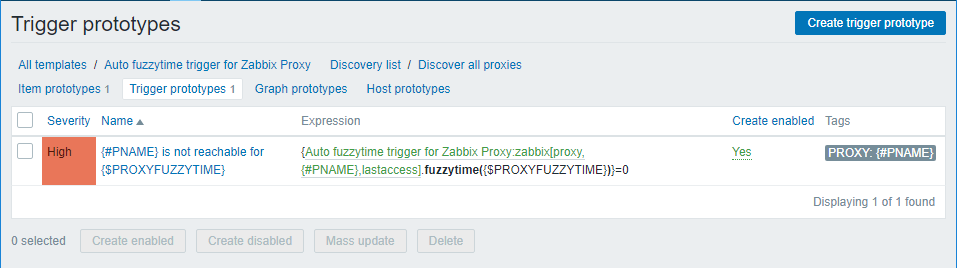 Trigger prototypes
Create trigger prototype
All templates / Auto fuzzytime trigger for Zabbix Proxy Discovery list / Discover all proxies
Item prototypes 1 Trigger prototypes 1 Graph prototypes Host prototypes
Severity Name Expression Create enabled Tags
High {#PNAME} is not reachable for {Auto fuzzytime trigger for Zabbix Proxy:zabbix[proxy, Yes PROXY: {#PNAME}
{$PROXYFUZZYTIME} {#PNAME},lastaccess].fuzzytime({$PROXYFUZZYTIME})}=0
Displaying 1 of 1 found
0 selected Create enabled Create disabled Mass update Delete